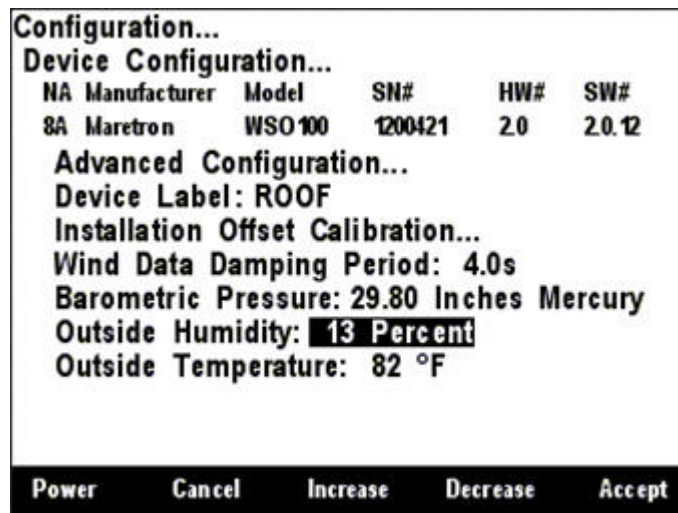 Configuration...
Device Configuration...
NA Manufacturer Model SN# HW# SW#
8A Maretron WSO100 1200421 2.0 2.0.12
Advanced Configuration...
Device Label: ROOF
Installation Offset Calibration...
Wind Data Damping Period: 4.0s
Barometric Pressure: 29.80 Inches Mercury
Outside Humidity: 13 Percent
Outside Temperature: 82 °F
Power Cancel Increase Decrease Accept